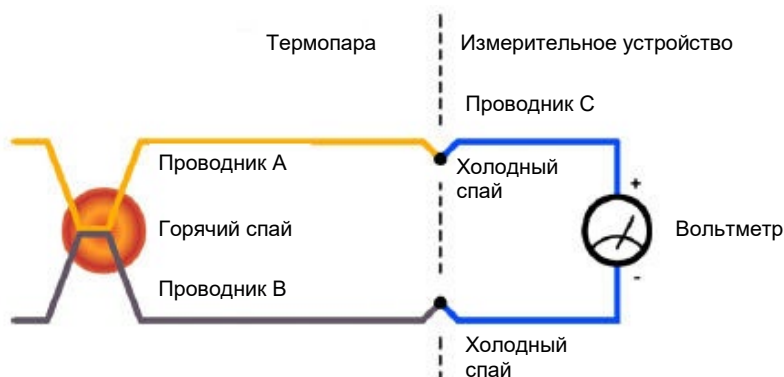 Термопара
Измерительное устройство
Проводник С
Проводник А
Холодный
спай
+
Горячий спай
Вольтметр
Проводник В
-
Холодный
спай